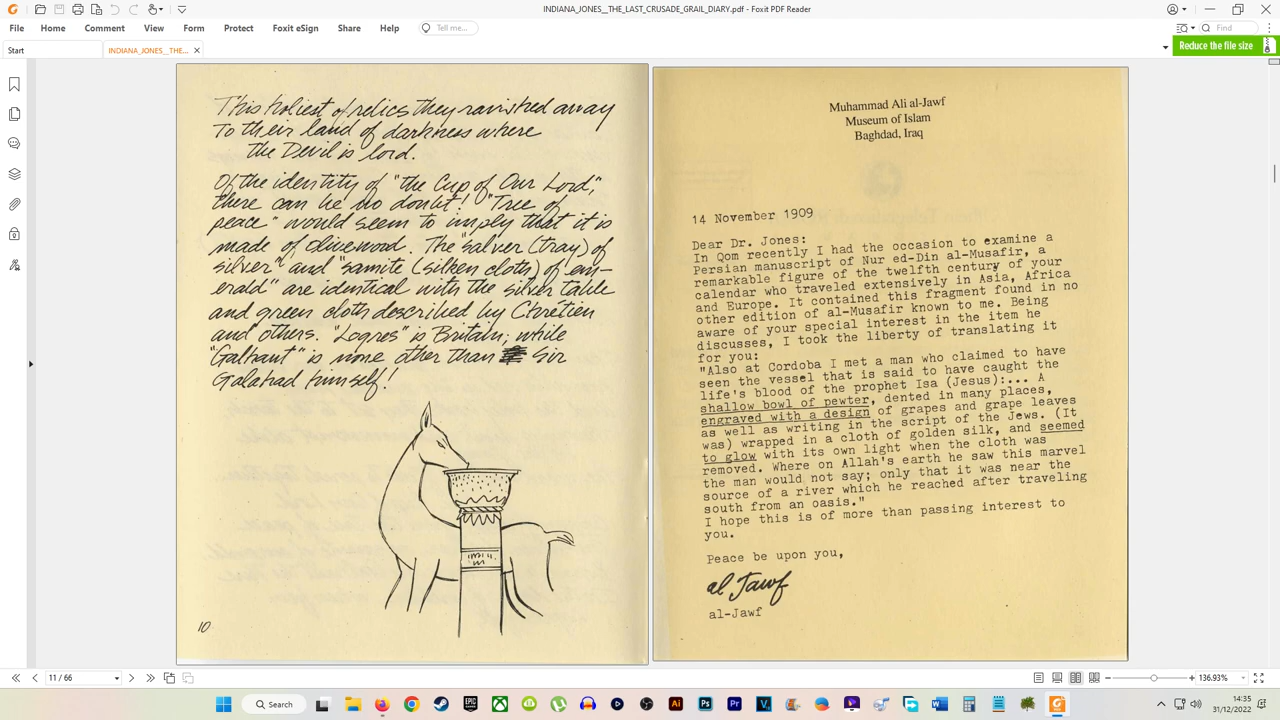 INDIANA_JONES__THE_LAST_CRUSADE_GRAIL_DIARY.pdf - Foxit PDF Reader
File Home Comment View Form Protect Foxit eSign Share Help Tell me... Find
Start INDIANA_JONES__THE... Reduce the file size
This holiest of relics they ravished away
To their land of darkness where
the Devil is lord.
Of the identity of "the Cup of Our Lord,"
there can be no doubt! "Tree of
peace" would seem to imply that it is
made of olivewood. The "salver (tray) of
silver" and "samite (silken cloth) of em-
erald" are identical with the silver table
and green cloth described by Chrétien
and others. "Logres" is Britain; while
"Galhaut" is none other than Sir
Galahad himself!
10
Muhammad Ali al-Jawf
Museum of Islam
Baghdad, Iraq
14 November 1909
Dear Dr. Jones:
In Qom recently I had the occasion to examine a
Persian manuscript of Nur ed-Din al-Musafir, a
remarkable figure of the twelfth century of your
calendar who traveled extensively in Asia, Africa
and Europe. It contained this fragment found in no
other edition of al-Musafir known to me. Being
aware of your special interest in the item he
discusses, I took the liberty of translating it
for you:
"Also at Cordoba I met a man who claimed to have
seen the vessel that is said to have caught the
life's blood of the prophet Isa (Jesus):... A
shallow bowl of pewter, dented in many places,
engraved with a design of grapes and grape leaves
as well as writing in the script of the Jews. (It
was) wrapped in a cloth of golden silk, and seemed
to glow with its own light when the cloth was
removed. Where on Allah's earth he saw this marvel
the man would not say; only that it was near the
source of a river which he reached after traveling
south from an oasis."
I hope this is of more than passing interest to
you.
Peace be upon you,
al Jawf
al-Jawf
11 / 66 136.93%
Search 14:35
31/12/2022